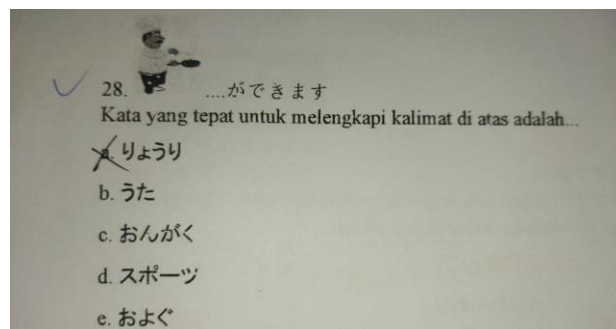 28. ....ができます
Kata yang tepat untuk melengkapi kalimat di atas adalah...
a. りょうり
b. うた
c. おんがく
d. スポーツ
e. およぐ